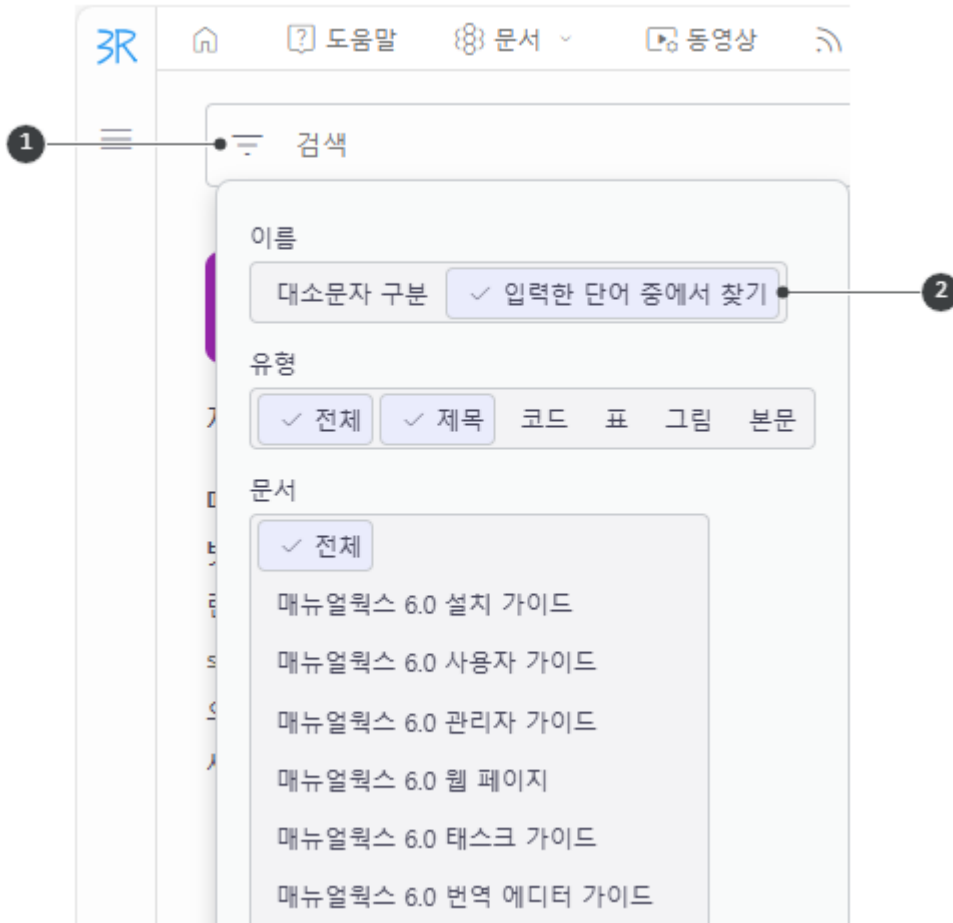 3R 도움말 문서 동영상
1
검색
이름
대소문자 구분 입력한 단어 중에서 찾기
2
유형
전체 제목 코드 표 그림 본문
문서
전체
매뉴얼웍스 6.0 설치 가이드
매뉴얼웍스 6.0 사용자 가이드
매뉴얼웍스 6.0 관리자 가이드
매뉴얼웍스 6.0 웹 페이지
매뉴얼웍스 6.0 태스크 가이드
매뉴얼웍스 6.0 번역 에디터 가이드